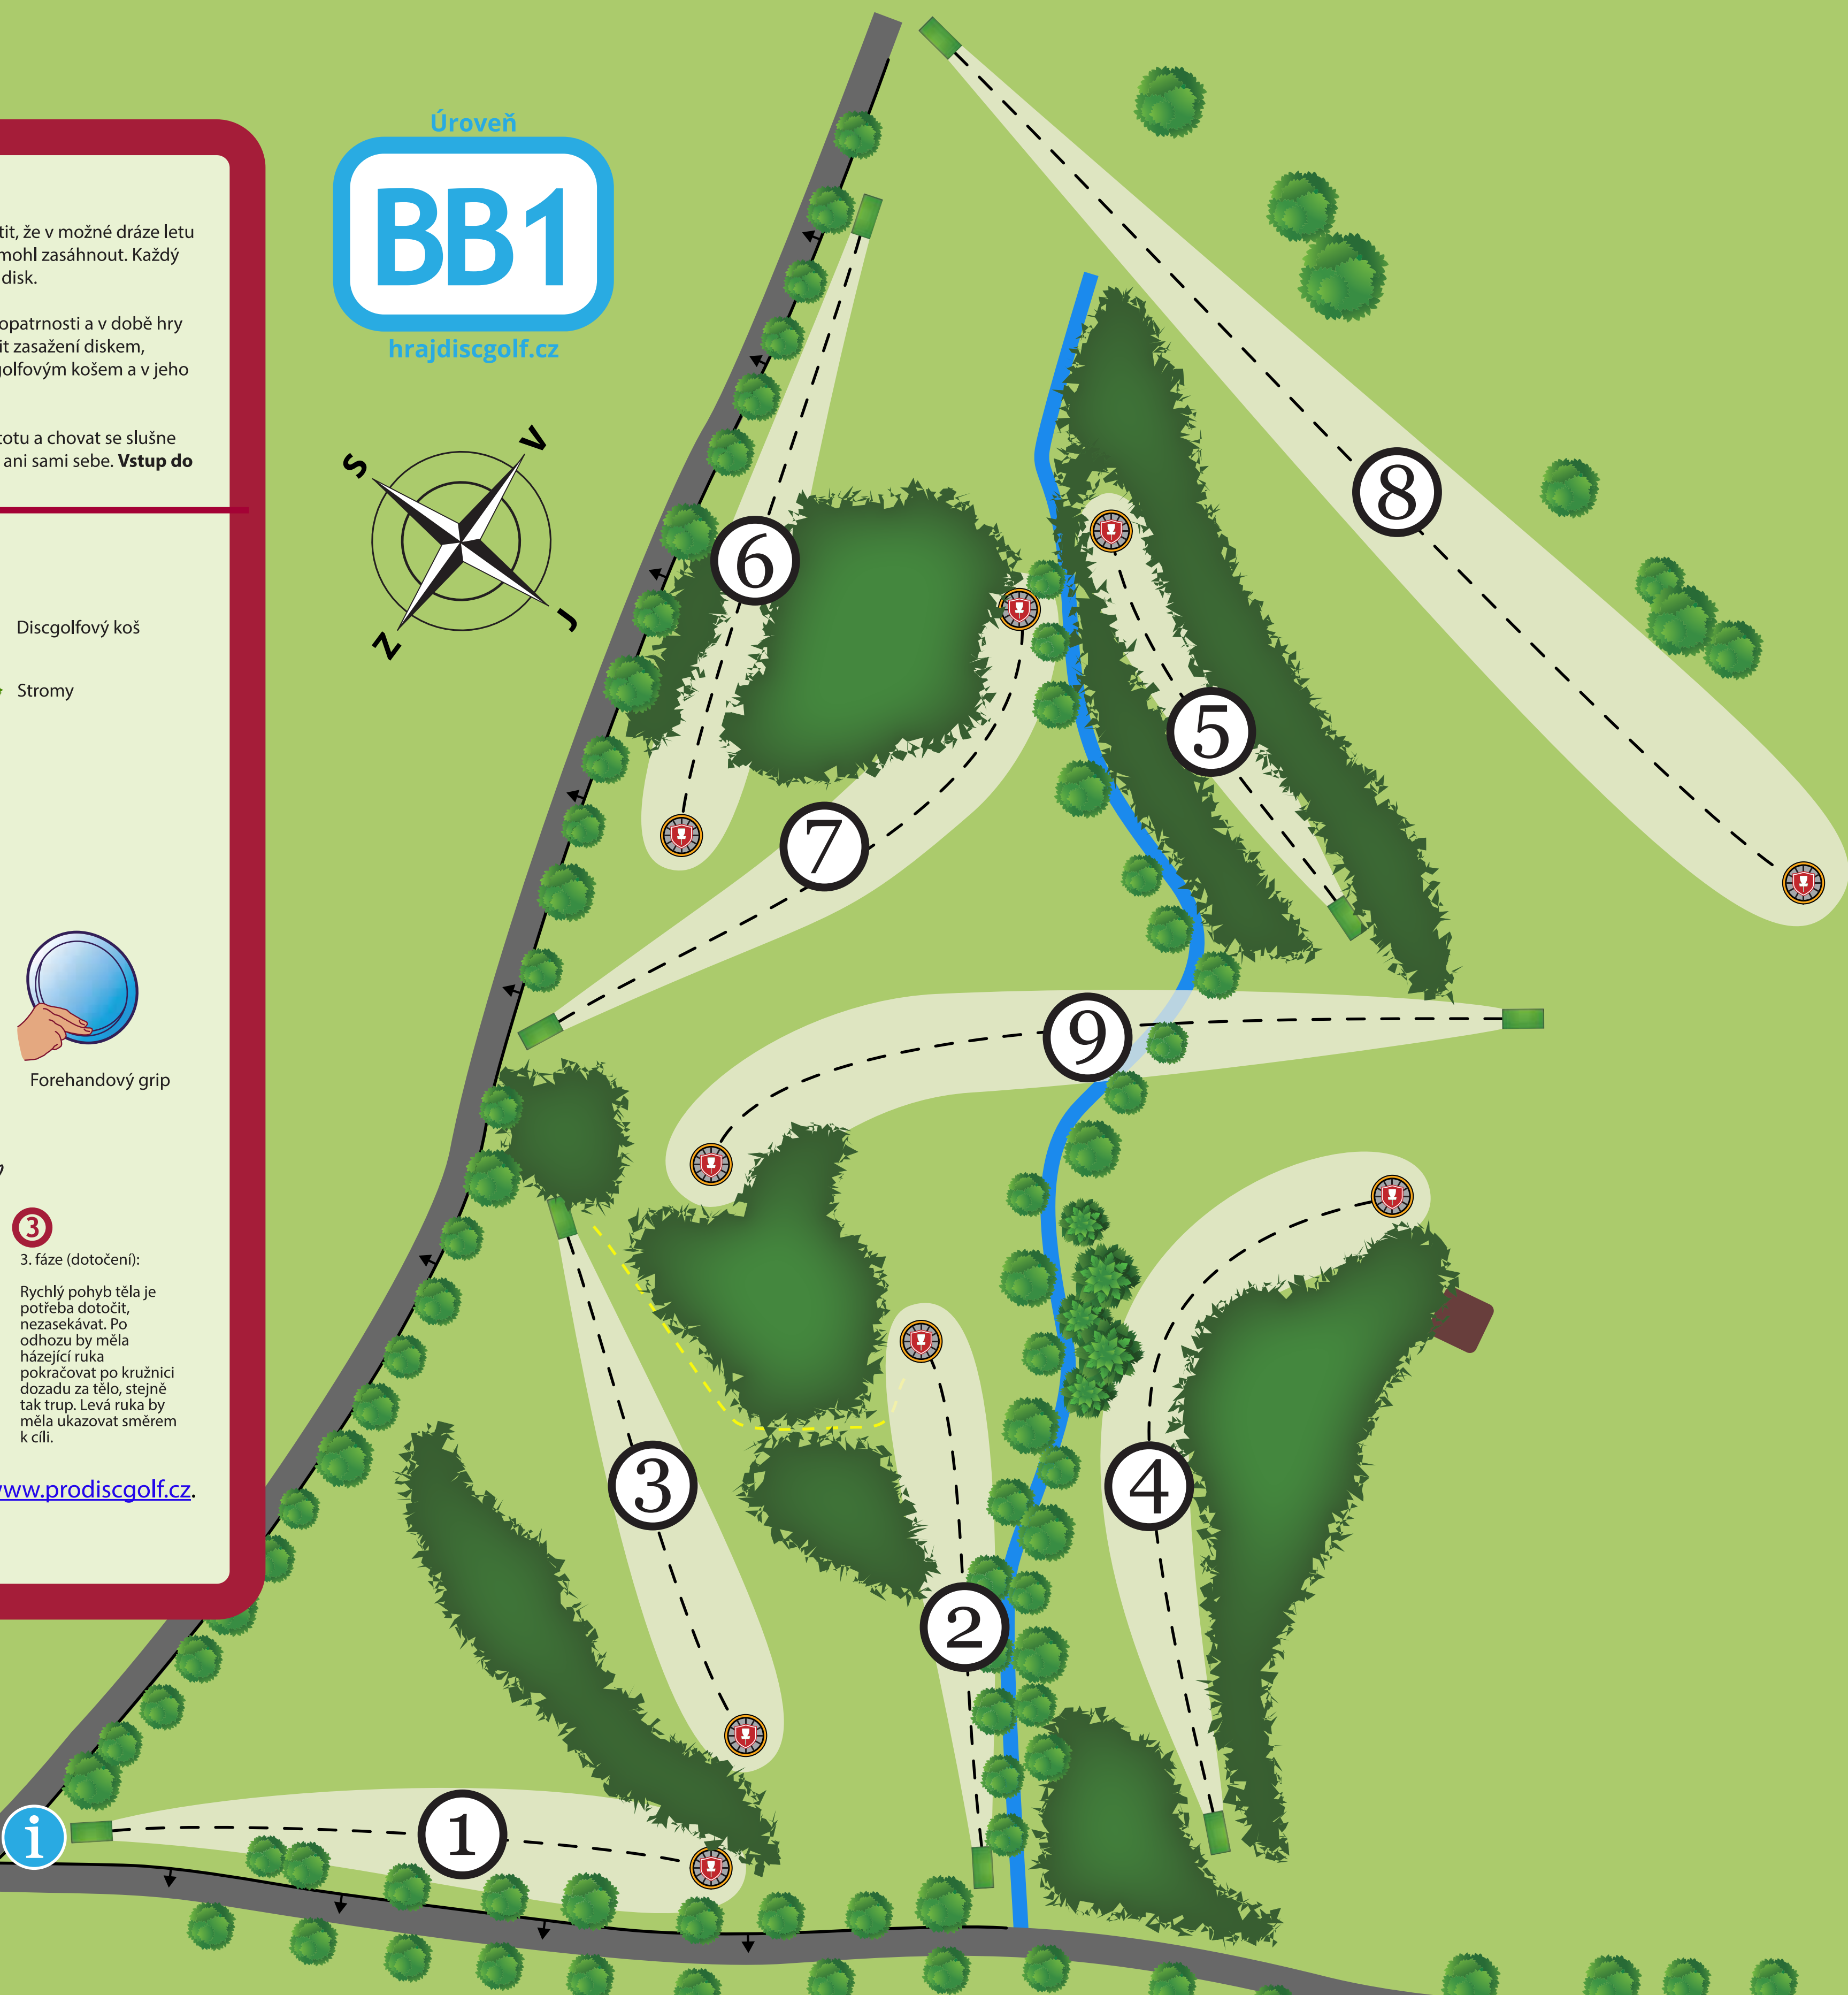 tit, že v možné dráze letu
mohl zasáhnout. Každý
disk.
opatrnosti a v době hry
it zasažení diskem,
golfovým košem a v jeho
totu a chovat se slušne
ani sami sebe. Vstup do
Discgolfový koš
Stromy
Forehandový grip
3
3. fáze (dotočení):
Rychlý pohyb těla je
potřeba dotočit,
nezasekávat. Po
odhozu by měla
házející ruka
pokračovat po kružnici
dozadu za tělo, stejně
tak trup. Levá ruka by
měla ukazovat směrem
k cíli.
www.prodiscgolf.cz.
Úroveň
BB1
hrajdiscgolf.cz
S
V
Z
J
6
8
5
7
9
3
4
2
1
i